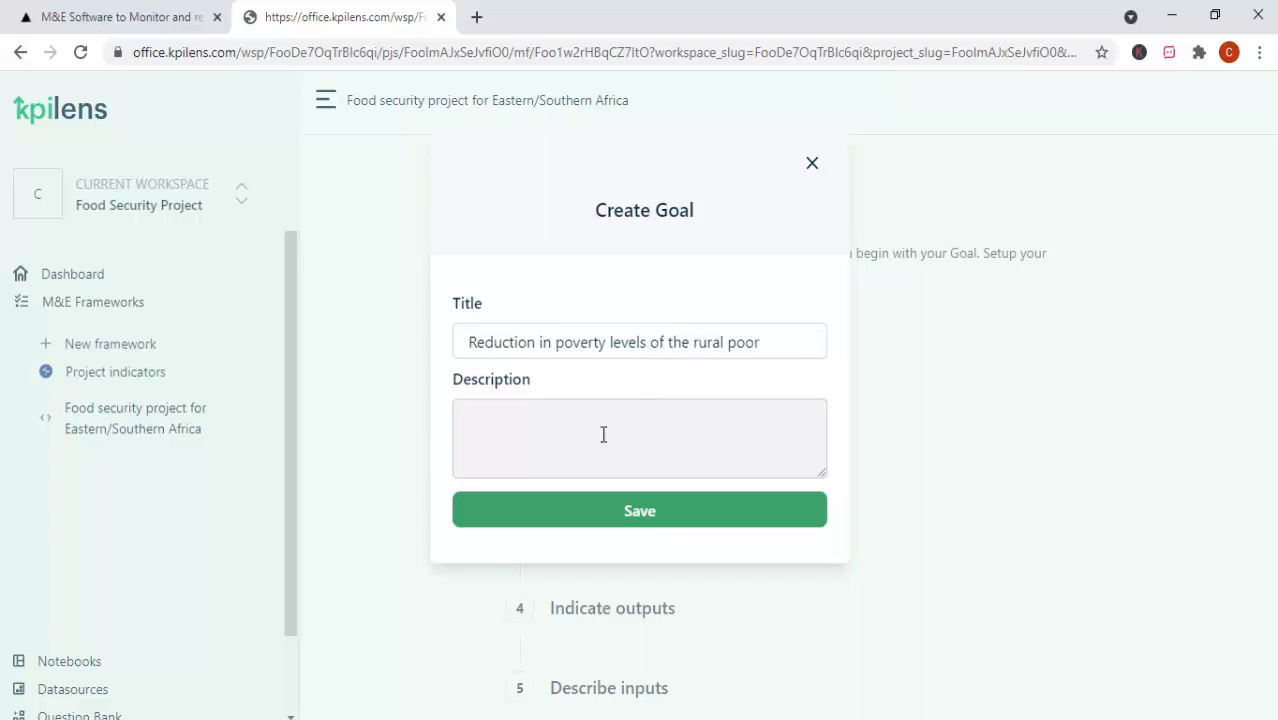 M&E Software to Monitor and re
https://office.kpilens.com/wsp/Fo
office.kpilens.com/wsp/FooDe7OqTrBIc6qi/pjs/FooImAJxSeJvfiO0/mf/Foo1w2rHBqCZ7ItO?workspace_slug=FooDe7OqTrBIc6qi&project_slug=FooImAJxSeJvfiO0&...
K
C
kpilens
Food security project for Eastern/Southern Africa
C
CURRENT WORKSPACE
Food Security Project
Create Goal
u begin with your Goal. Setup your
Dashboard
M&E Frameworks
Title
New framework
Reduction in poverty levels of the rural poor
Project indicators
Description
Food security project for
Eastern/Southern Africa
Save
4 Indicate outputs
Notebooks
5 Describe inputs
Datasources
Question Bank